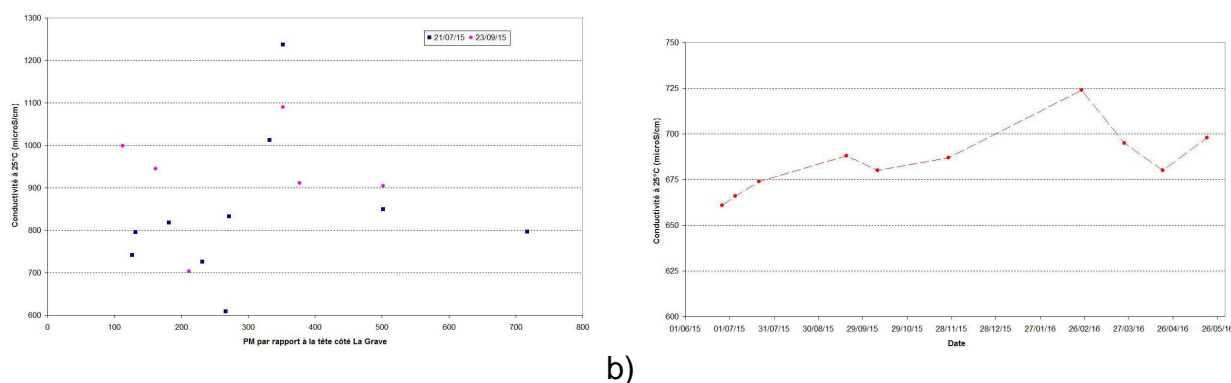 1300
1200
1100
1000
900
800
700
600
Conductivité à 25°C (microS/cm)
21/07/15 23/09/15
0 100 200 300 400 500 600 700 800
PM par rapport à la tête côté La Grave
b)
750
725
700
675
650
625
600
Conductivité à 25°C (microS/cm)
01/06/15 01/07/15 31/07/15 30/08/15 29/09/15 29/10/15 28/11/15 28/12/15 27/01/16 26/02/16 27/03/16 26/04/16 26/05/16
Date